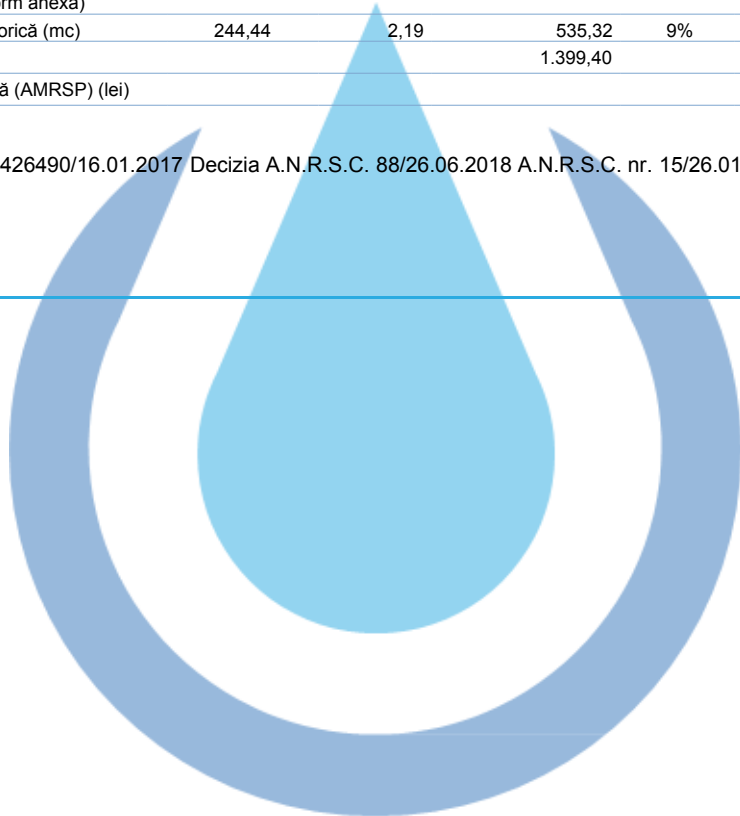 orm anexa)
orică (mc) 244,44 2,19 535,32 9%
1.399,40
ă (AMRSP) (lei)
426490/16.01.2017 Decizia A.N.R.S.C. 88/26.06.2018 A.N.R.S.C. nr. 15/26.01